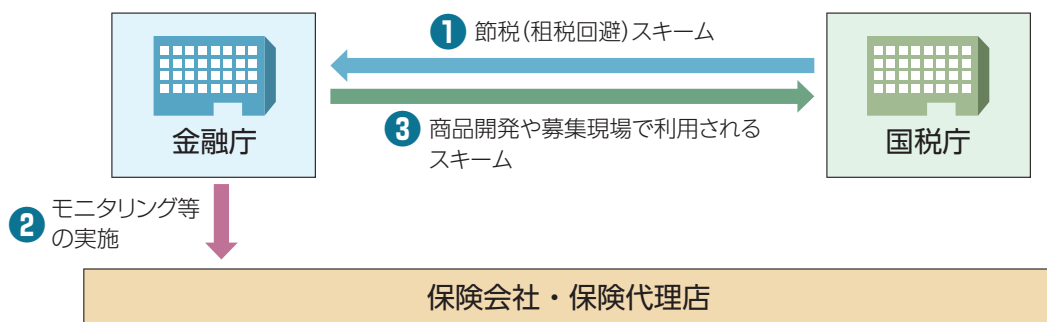 ❶ 節税(租税回避)スキーム
金融庁
国税庁
❸ 商品開発や募集現場で利用される
スキーム
❷ モニタリング等
の実施
保険会社・保険代理店